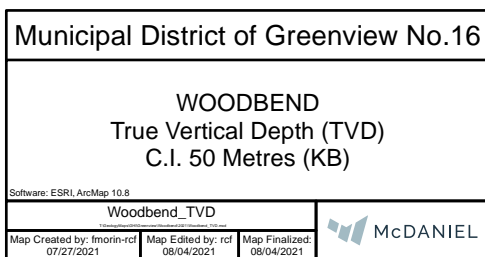 Municipal District of Greenview No.16
WOODBEND
True Vertical Depth (TVD)
C.I. 50 Metres (KB)
Software: ESRI, ArcMap 10.8
Woodbend_TVD
Map Created by: fmorin-rcf
07/27/2021
Map Edited by: rcf
08/04/2021
Map Finalized:
08/04/2021
McDANIEL